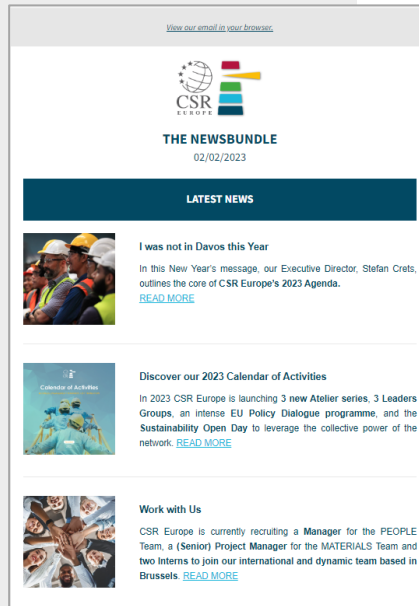 View our email in your browser.
CSR
EUROPE
THE NEWSBUNDLE
02/02/2023
LATEST NEWS
I was not in Davos this Year
In this New Year's message, our Executive Director, Stefan Crets,
outlines the core of CSR Europe's 2023 Agenda.
READ MORE
Calendar of Activities
Discover our 2023 Calendar of Activities
In 2023 CSR Europe is launching 3 new Atelier series, 3 Leaders
Groups, an intense EU Policy Dialogue programme, and the
Sustainability Open Day to leverage the collective power of the
network. READ MORE
Work with Us
CSR Europe is currently recruiting a Manager for the PEOPLE
Team, a (Senior) Project Manager for the MATERIALS Team and
two Interns to join our international and dynamic team based in
Brussels. READ MORE